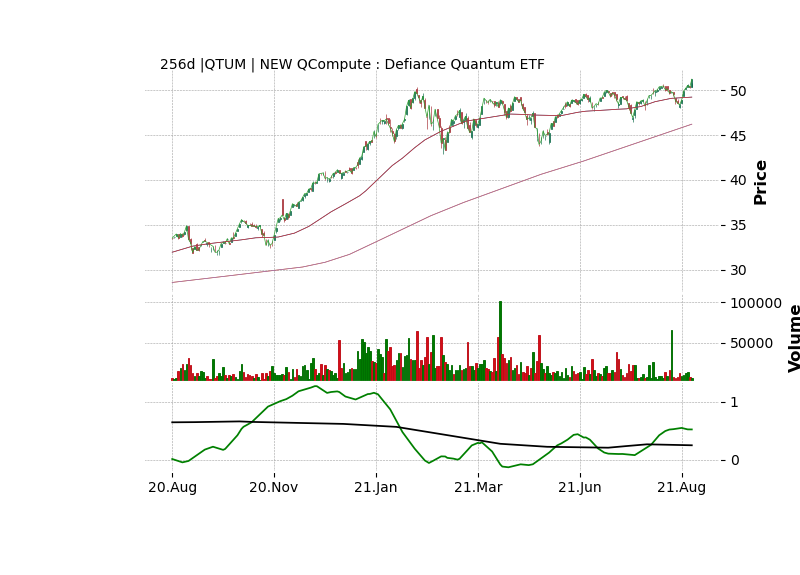 256d |QTUM | NEW QCompute : Defiance Quantum ETF
50
45
40
35
30
Price
100000
50000
Volume
1
0
20.Aug 20.Nov 21.Jan 21.Mar 21.Jun 21.Aug